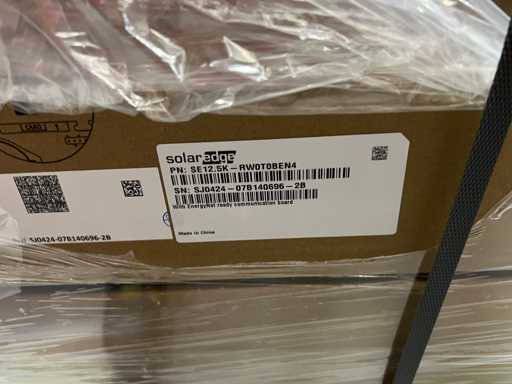 solaredge
PN: SE12.5K-RW0T0BEN4
SN: SJ0424-07B140696-2B
With EnergyNet ready communication board
Made in China
SJ0424-07B140696-2B